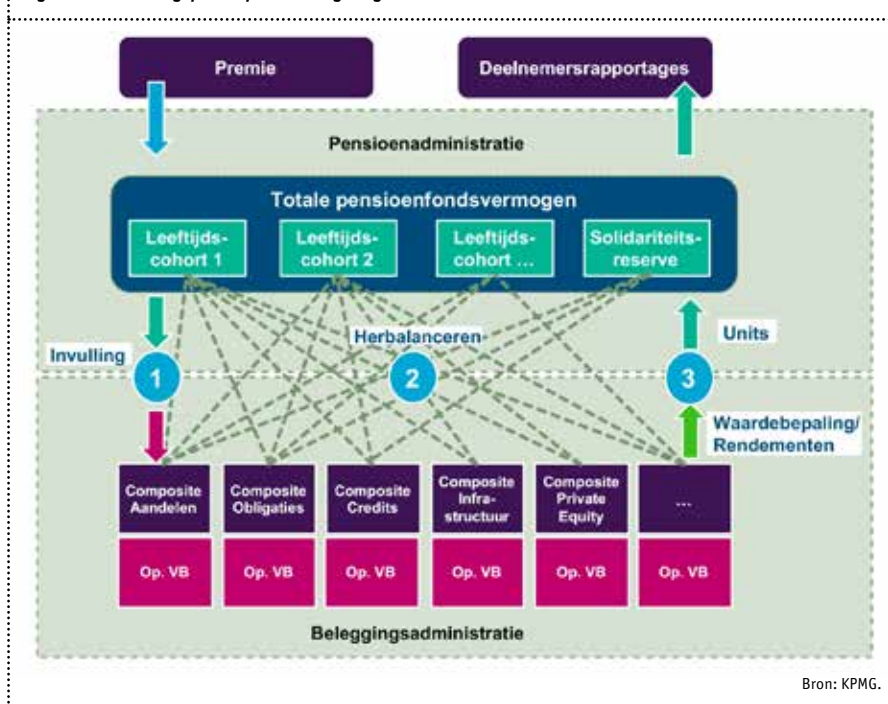 Premie
Deelnemersrapportages
Pensioenadministratie
Totale pensioenfondsvermogen
Leeftijds-
cohort 1
Leeftijds-
cohort 2
Leeftijds-
cohort ...
Solidariteits-
reserve
Invulling
1
Herbalanceren
2
Units
3
Waardebepaling/
Rendementen
Composite
Aandelen
Composite
Obligaties
Composite
Credits
Composite
Infra-
structuur
Composite
Private
Equity
...
Op. VB
Op. VB
Op. VB
Op. VB
Op. VB
Op. VB
Beleggingsadministratie
Bron: KPMG.